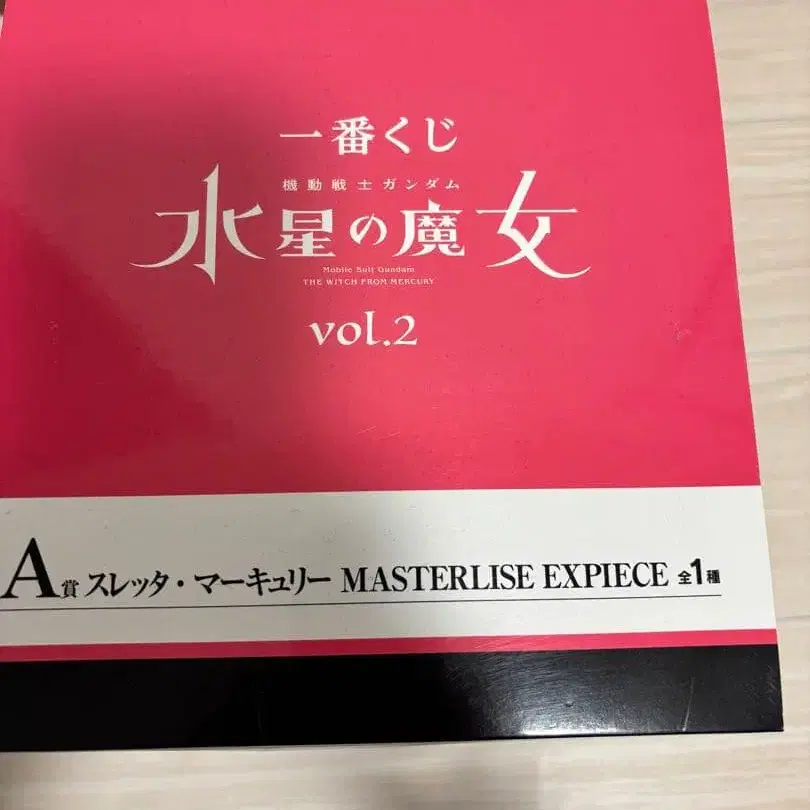 一番くじ
機動戦士ガンダム
水星の魔女
Mobile Suit Gundam
THE WITCH FROM MERCURY
vol.2
A賞 スレッタ・マーキュリー MASTERLISE EXPIECE 全1種